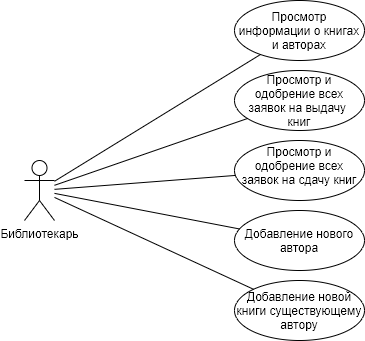 Просмотр
информации о книгах
и авторах
Просмотр и
одобрение всех
заявок на выдачу
книг
Просмотр и
одобрение всех
заявок на сдачу книг
Библиотекарь
Добавление нового
автора
Добавление новой
книги существующему
автору